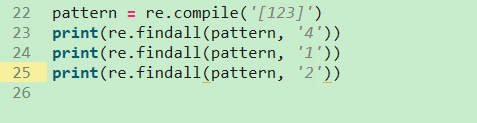 22 pattern = re.compile('[123]')
23 print(re.findall(pattern, '4'))
24 print(re.findall(pattern, '1'))
25 print(re.findall(pattern, '2'))
26